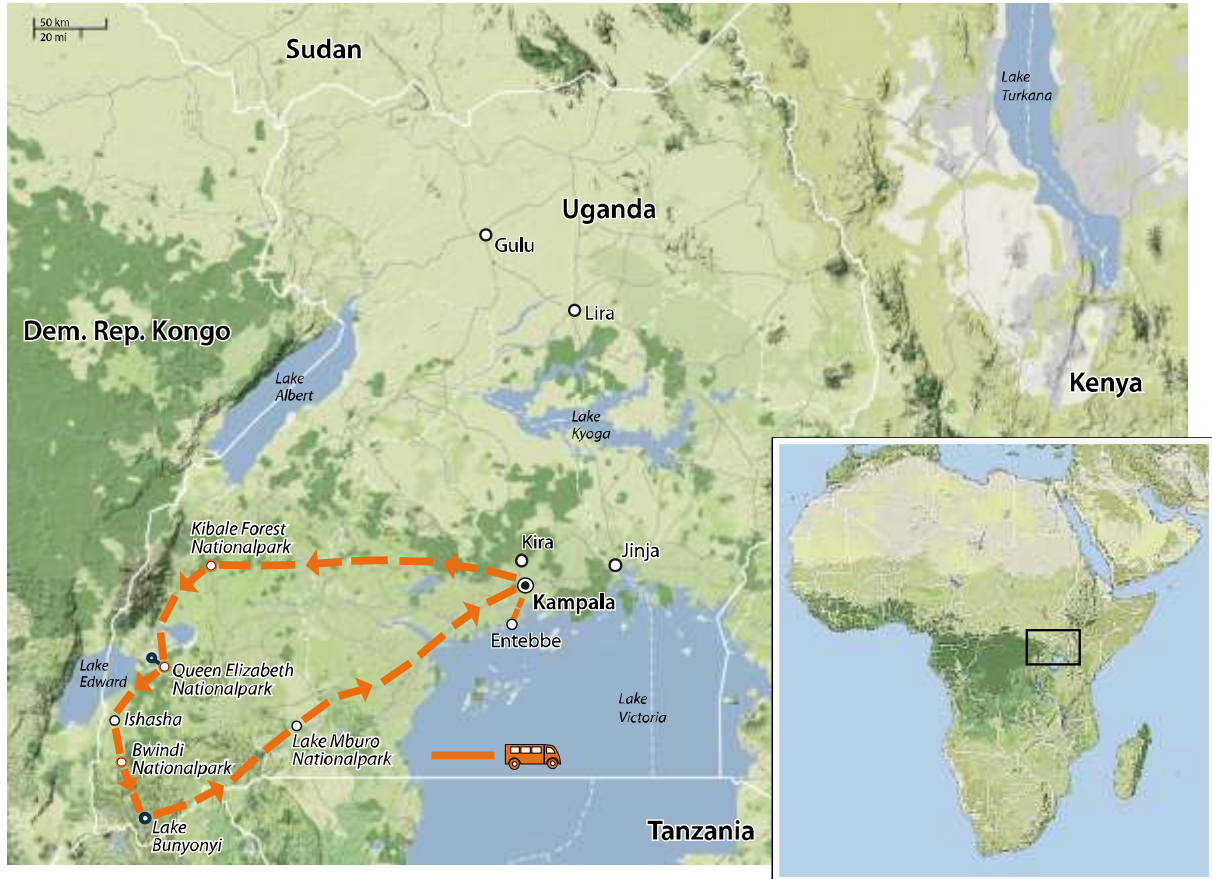 50 km
20 mi
Sudan
Lake
Turkana
Uganda
Gulu
Lira
Dem. Rep. Kongo
Lake
Albert
Kenya
Lake
Kyoga
Kibale Forest
Nationalpark
Kira
Jinja
Kampala
Entebbe
Lake
Edward
Queen Elizabeth
Nationalpark
Ishasha
Lake
Victoria
Lake Mburo
Nationalpark
Bwindi
Nationalpark
Lake
Bunyonyi
Tanzania